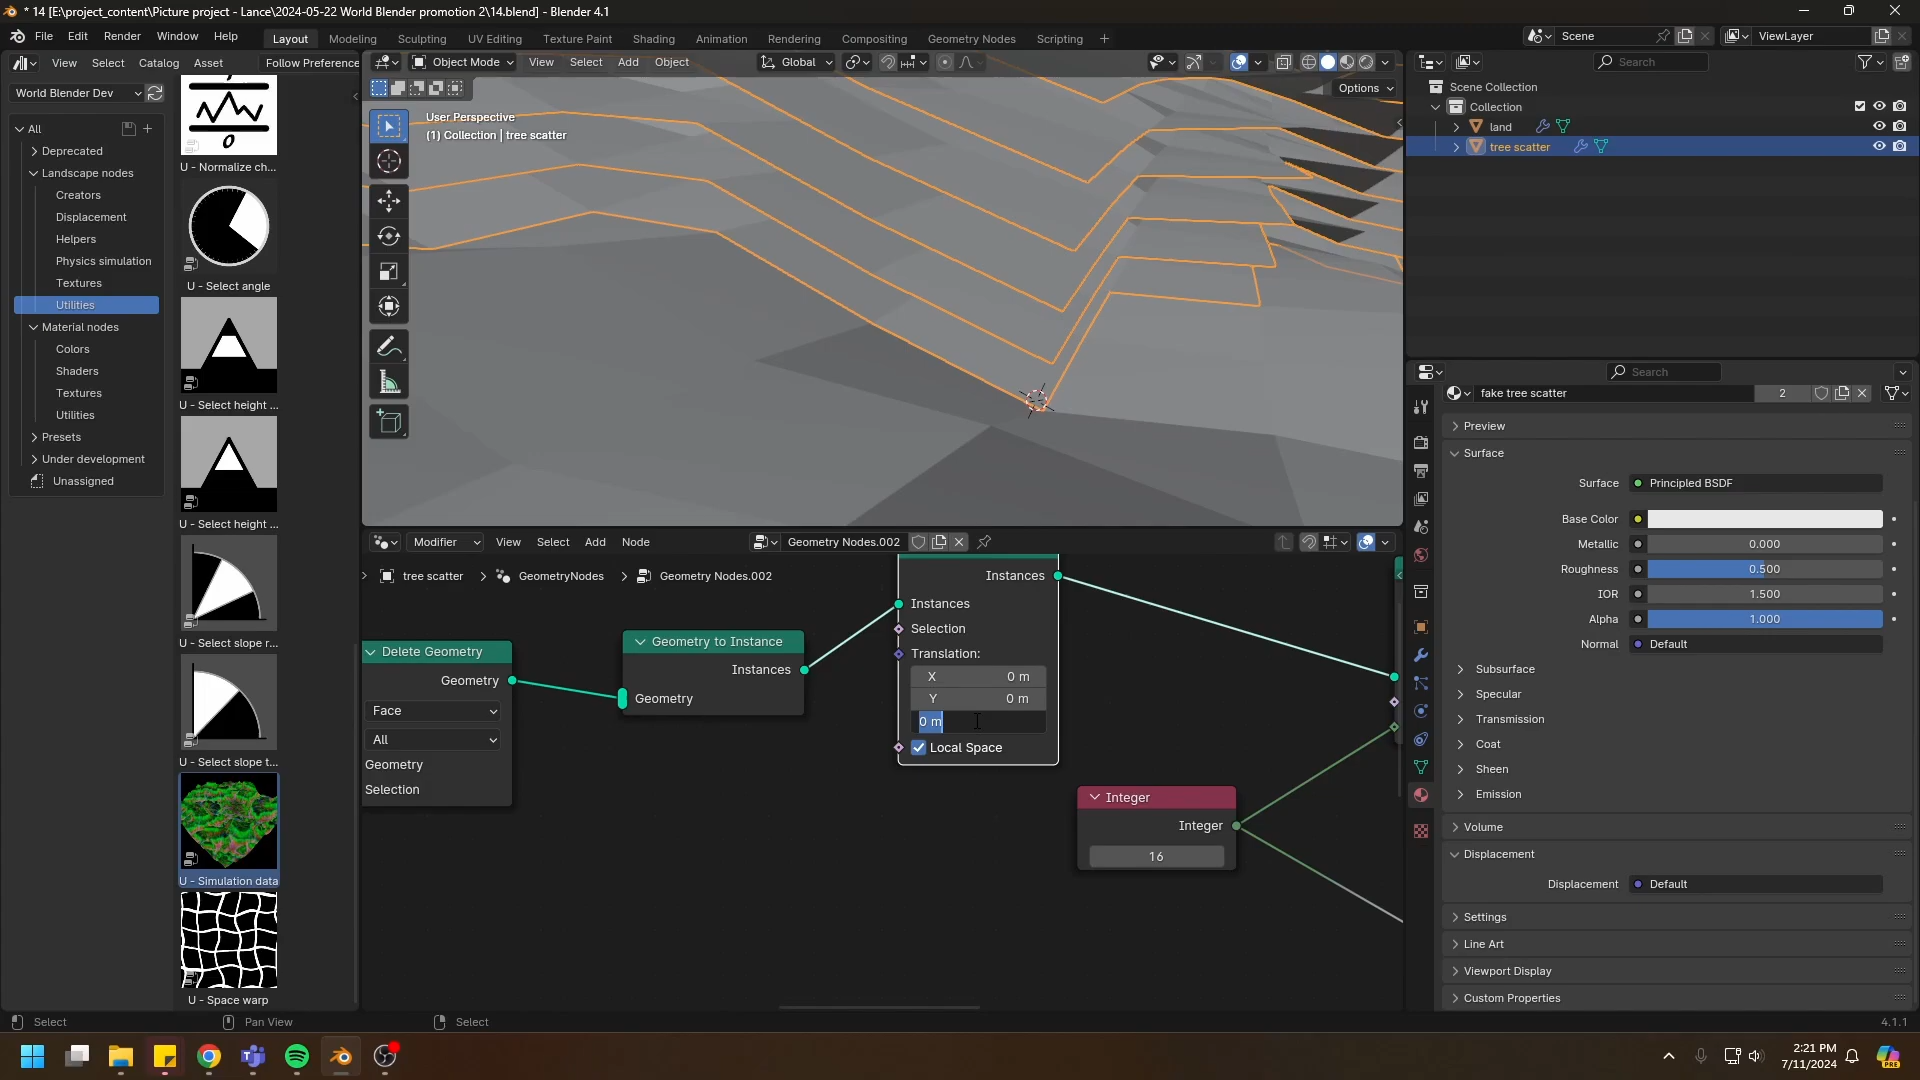 * 14 [E:\project_content\Picture project - Lance\2024-05-22 World Blender promotion 2\14.blend] - Blender 4.1
File Edit Render Window Help
Layout Modeling Sculpting UV Editing Texture Paint Shading Animation Rendering Compositing Geometry Nodes Scripting +
Scene
ViewLayer
View Select Catalog Asset Follow Preference
World Blender Dev
All
Deprecated
Landscape nodes
Creators
Displacement
Helpers
Physics simulation
Textures
Utilities
Material nodes
Colors
Shaders
Textures
Utilities
Presets
Under development
Unassigned
0
U - Normalize ch...
U - Select angle
U - Select height ...
U - Select height ...
U - Select slope r...
U - Select slope t...
U - Simulation data
U - Space warp
Object Mode View Select Add Object Global
Options
User Perspective
(1) Collection | tree scatter
Search
Scene Collection
Collection
land
tree scatter
Modifier View Select Add Node Geometry Nodes.002
tree scatter GeometryNodes Geometry Nodes.002
Delete Geometry
Geometry
Face
All
Geometry
Selection
Geometry to Instance
Instances
Geometry
Instances
Instances
Selection
Translation:
X 0 m
Y 0 m
0 m
Local Space
Integer
Integer
16
Search
fake tree scatter 2
Preview
Surface
Surface Principled BSDF
Base Color
Metallic 0.000
Roughness 0.500
IOR 1.500
Alpha 1.000
Normal Default
Subsurface
Specular
Transmission
Coat
Sheen
Emission
Volume
Displacement
Displacement Default
Settings
Line Art
Viewport Display
Custom Properties
Select Pan View Select
4.1.1
2:21 PM
7/11/2024
PRE